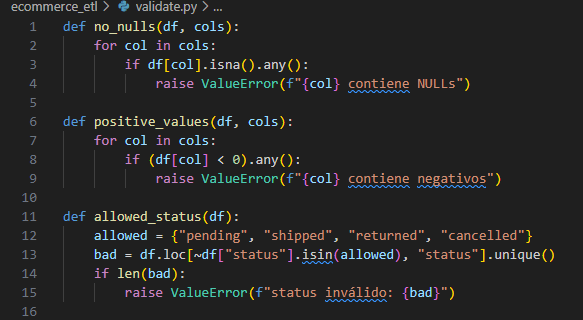 ecommerce_etl > validate.py > ...
1 def no_nulls(df, cols):
2 for col in cols:
3 if df[col].isna().any():
4 raise ValueError(f"{col} contiene NULLs")
5
6 def positive_values(df, cols):
7 for col in cols:
8 if (df[col] < 0).any():
9 raise ValueError(f"{col} contiene negativos")
10
11 def allowed_status(df):
12 allowed = {"pending", "shipped", "returned", "cancelled"}
13 bad = df.loc[~df["status"].isin(allowed), "status"].unique()
14 if len(bad):
15 raise ValueError(f"status inválido: {bad}")
16